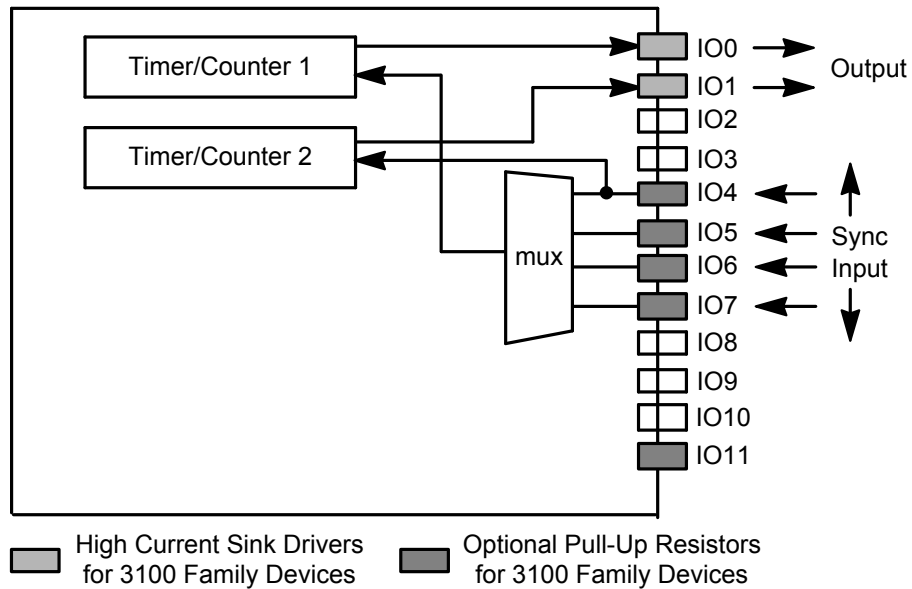 Timer/Counter 1
Timer/Counter 2
mux
IO0
IO1
IO2
IO3
IO4
IO5
IO6
IO7
IO8
IO9
IO10
IO11
Output
Sync
Input
High Current Sink Drivers
for 3100 Family Devices
Optional Pull-Up Resistors
for 3100 Family Devices